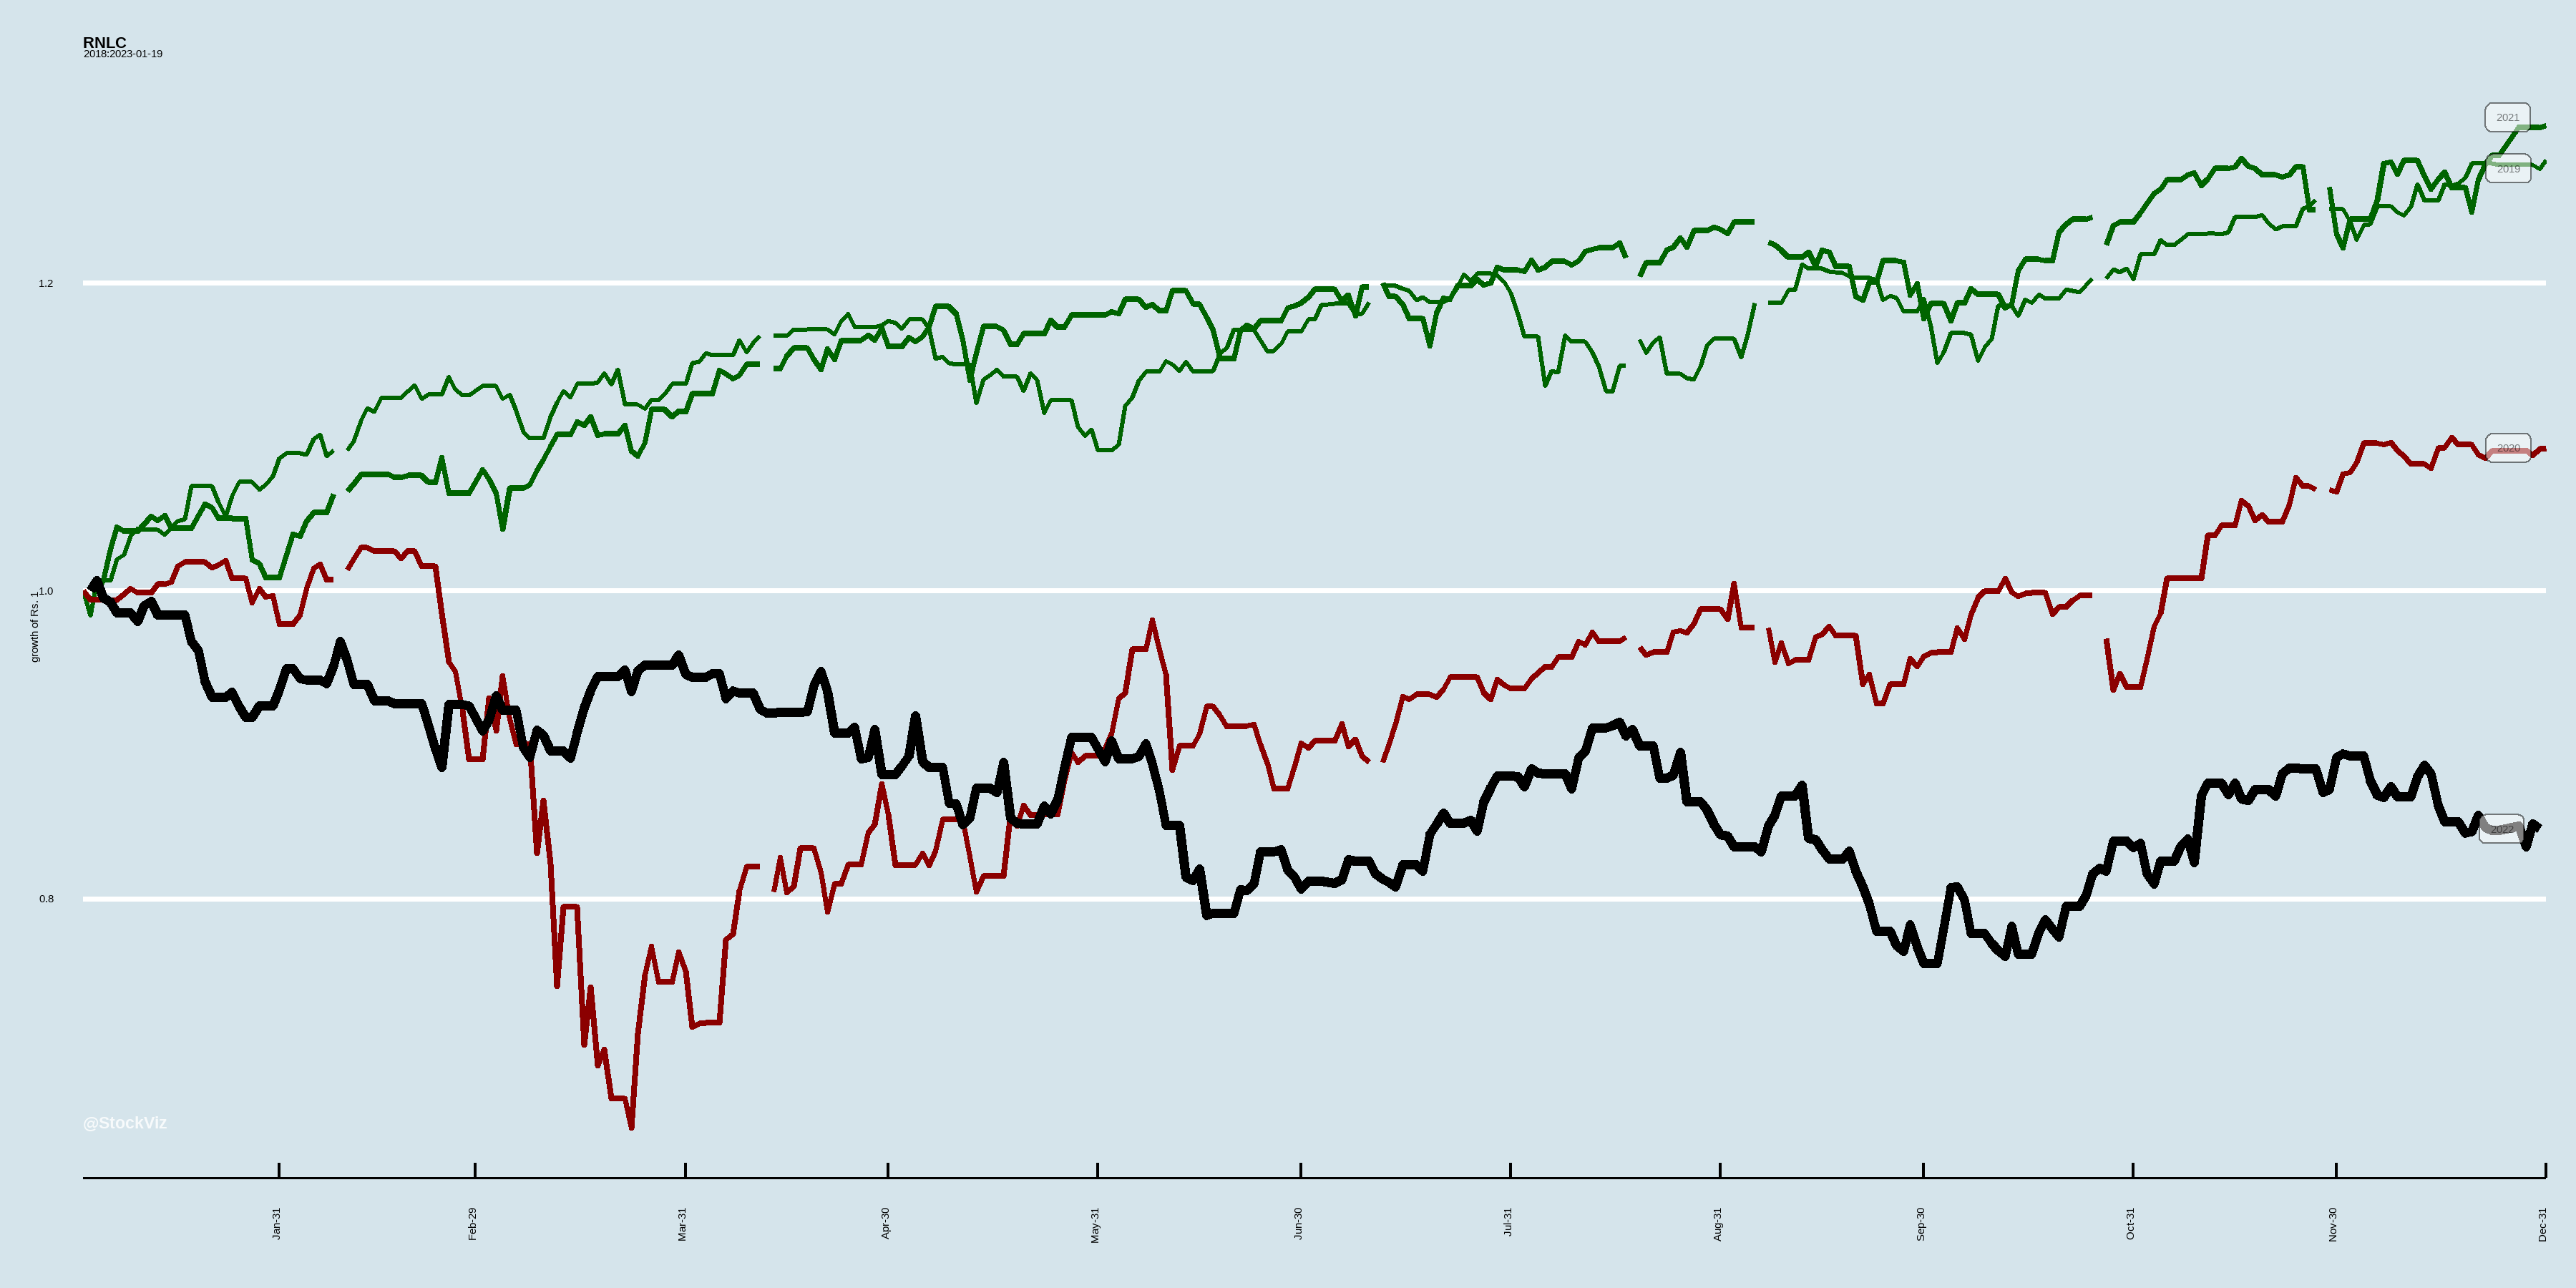 RNLC
2018:2023-01-19
2021
2019
1.2
2020
1.0
growth of Rs. 1
2022
0.8
@StockViz
Jan-31
Feb-29
Mar-31
Apr-30
May-31
Jun-30
Jul-31
Aug-31
Sep-30
Oct-31
Nov-30
Dec-31